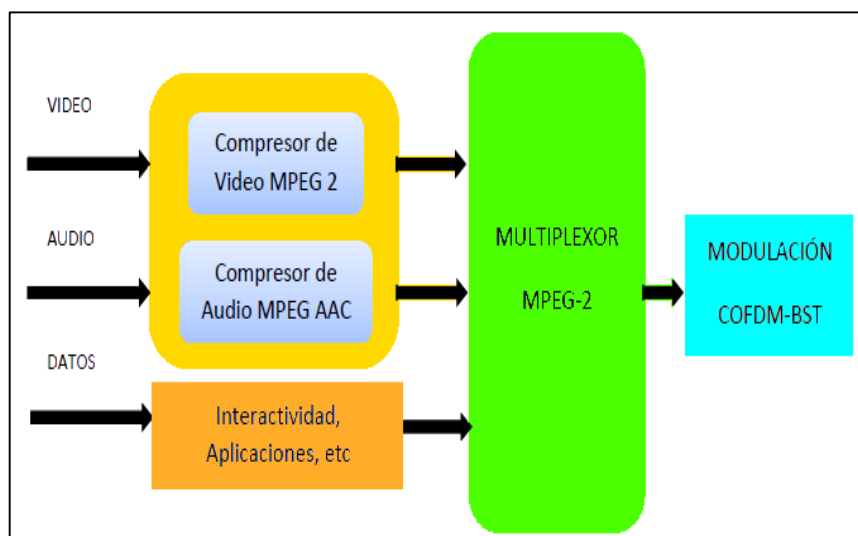 VIDEO
Compresor de
Video MPEG 2
AUDIO
Compresor de
Audio MPEG AAC
DATOS
Interactividad,
Aplicaciones, etc
MULTIPLEXOR
MPEG-2
MODULACIÓN
COFDM-BST